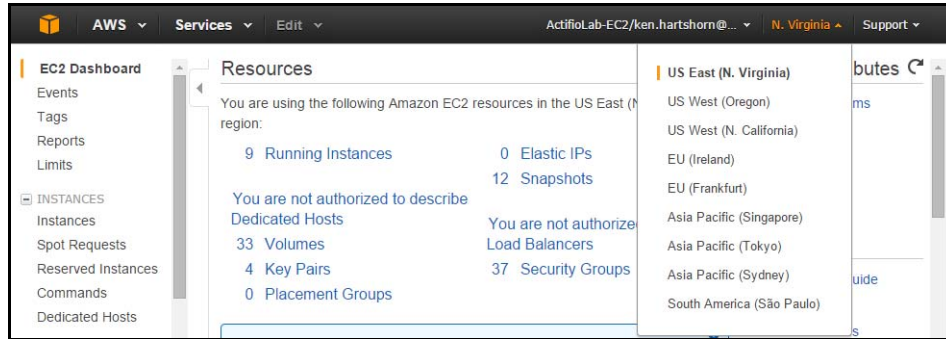 AWS Services Edit ActifioLab-EC2/ken.hartshorn@... N. Virginia Support
EC2 Dashboard
Events
Tags
Reports
Limits
INSTANCES
Instances
Spot Requests
Reserved Instances
Commands
Dedicated Hosts
Resources
You are using the following Amazon EC2 resources in the US East (N
region:
9 Running Instances
0 Elastic IPs
12 Snapshots
You are not authorized to describe
Dedicated Hosts
You are not authorize
Load Balancers
33 Volumes
4 Key Pairs
37 Security Groups
0 Placement Groups
US East (N. Virginia)
US West (Oregon)
US West (N. California)
EU (Ireland)
EU (Frankfurt)
Asia Pacific (Singapore)
Asia Pacific (Tokyo)
Asia Pacific (Sydney)
South America (São Paulo)
butes
ms
uide
s